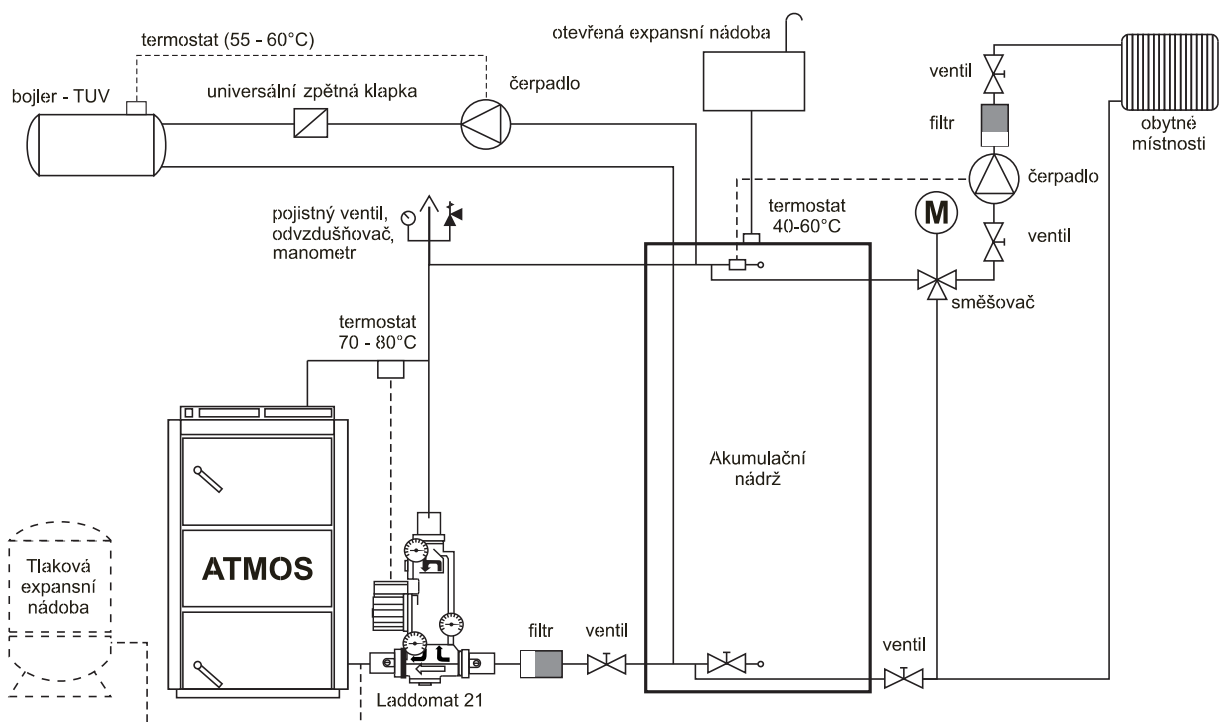 termostat (55 - 60°C)
bojler - TUV
universální zpětná klapka
čerpadlo
otevřená expansní nádoba
ventil
filtr
obytné
místnosti
čerpadlo
pojistný ventil,
odvzdušňovač,
manometr
termostat
40-60°C
M
ventil
směšovač
termostat
70 - 80°C
Akumulační
nádrž
ATMOS
Tlaková
expansní
nádoba
filtr
ventil
ventil
Laddomat 21